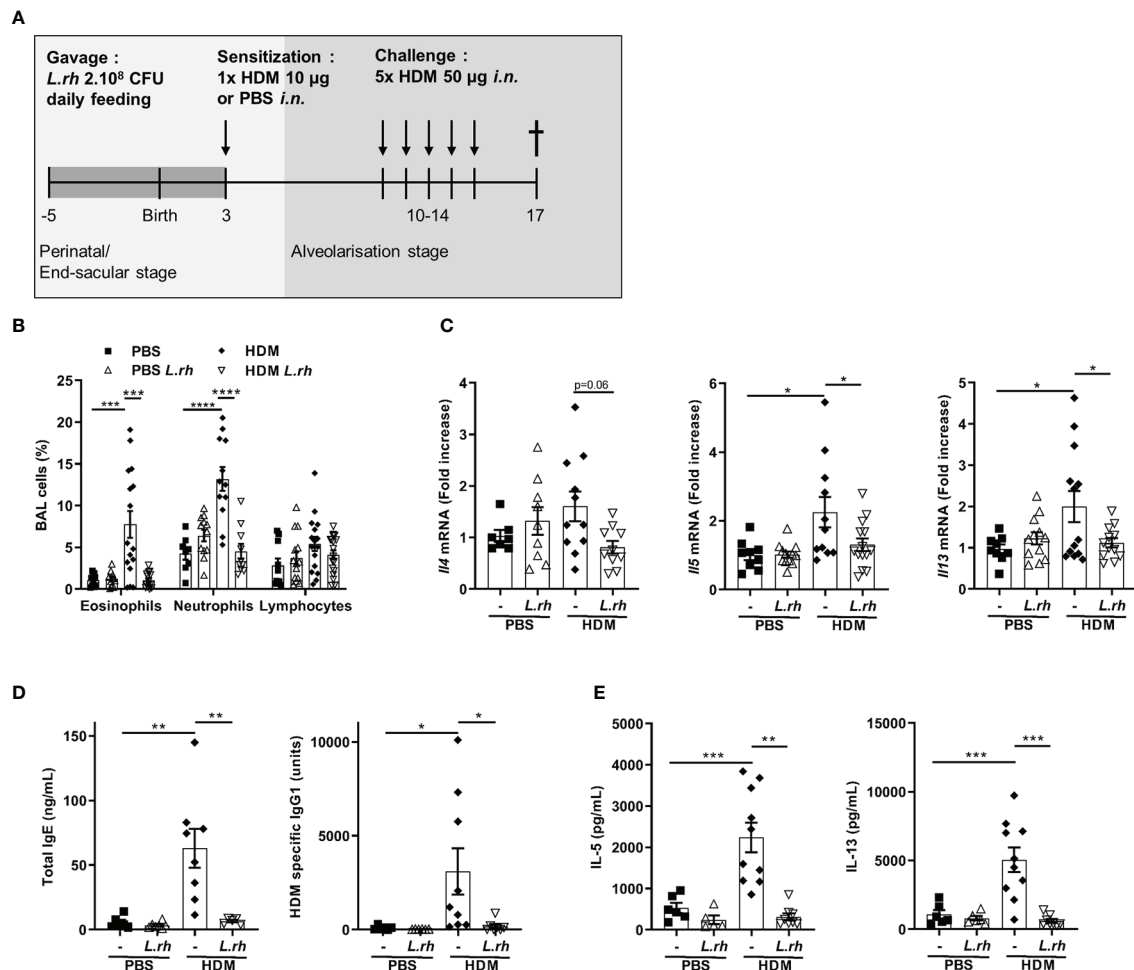 A
Gavage :
L.rh 2.10⁸ CFU
daily feeding
Sensitization :
1x HDM 10 µg
or PBS i.n.
Challenge :
5x HDM 50 µg i.n.
-5
Birth
3
10-14
17
Perinatal/
End-sacular stage
Alveolarisation stage
B
PBS
HDM
PBS L.rh
HDM L.rh
BAL cells (%)
25
20
15
10
5
0
*** *** **** ****
Eosinophils Neutrophils Lymphocytes
C
Il4 mRNA (Fold increase)
4
3
2
1
0
p=0.06
- L.rh - L.rh
PBS HDM
Il5 mRNA (Fold increase)
6
4
2
0
* *
- L.rh - L.rh
PBS HDM
Il13 mRNA (Fold increase)
5
4
3
2
1
0
* *
- L.rh - L.rh
PBS HDM
D
Total IgE (ng/mL)
150
100
50
0
** **
- L.rh - L.rh
PBS HDM
HDM specific IgG1 (units)
10000
5000
0
* *
- L.rh - L.rh
PBS HDM
E
IL-5
(pg/mL)
5000
4000
3000
2000
1000
0
*** **
- L.rh - L.rh
PBS HDM
IL-13
(pg/mL)
15000
10000
5000
0
*** ***
- L.rh - L.rh
PBS HDM